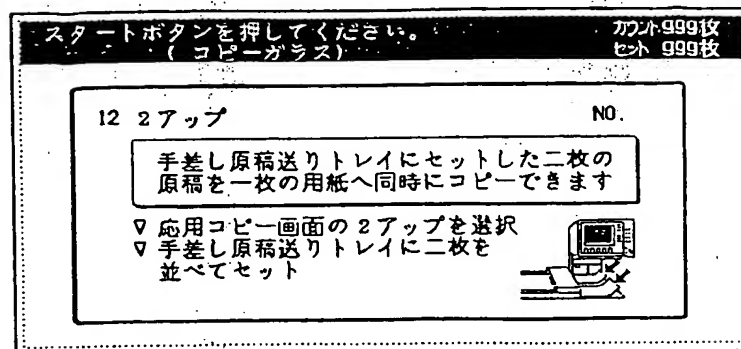 スタートボタンを押してください。 カウント999枚
( コピーガラス) セット 999枚
12 2アップ NO.
手差し原稿送りトレイにセットした二枚の
原稿を一枚の用紙へ同時にコピーできます
▽ 応用コピー画面の2アップを選択
▽ 手差し原稿送りトレイに二枚を
並べてセット